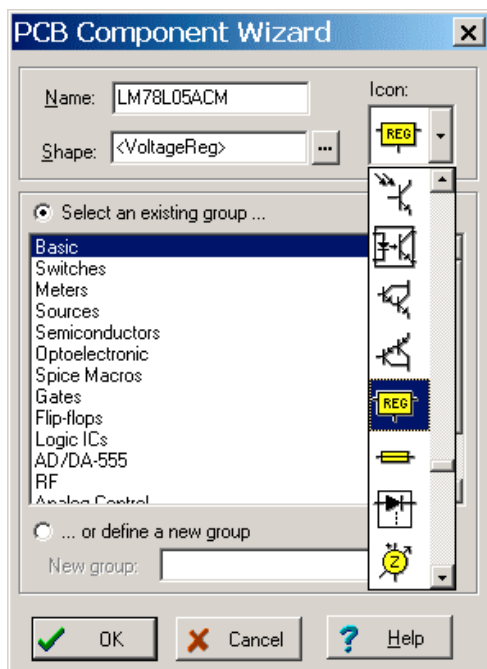 PCB Component Wizard
Name: LM78L05ACM
Icon:
REG
Shape: <VoltageReg> ...
Select an existing group ...
Basic
Switches
Meters
Sources
Semiconductors
Optoelectronic
Spice Macros
Gates
REG
Flip-flops
Logic ICs
AD/DA-555
RF
Analog Control
... or define a new group
New group:
Z
OK
Cancel
? Help